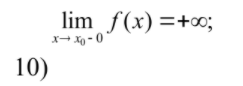 lim f(x) = +∞;
x→ x₀ - 0
10)